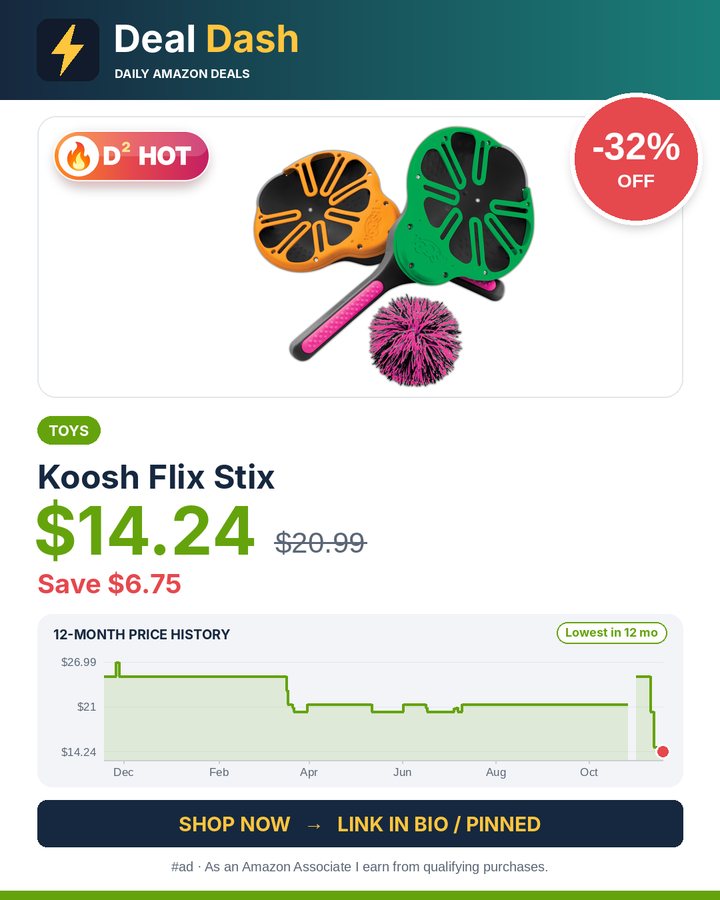 Deal Dash
DAILY AMAZON DEALS
D² HOT
-32%
OFF
TOYS
Koosh Flix Stix
$14.24 $20.99
Save $6.75
12-MONTH PRICE HISTORY
Lowest in 12 mo
$26.99
$21
$14.24
Dec Feb Apr Jun Aug Oct
SHOP NOW → LINK IN BIO / PINNED
#ad · As an Amazon Associate I earn from qualifying purchases.